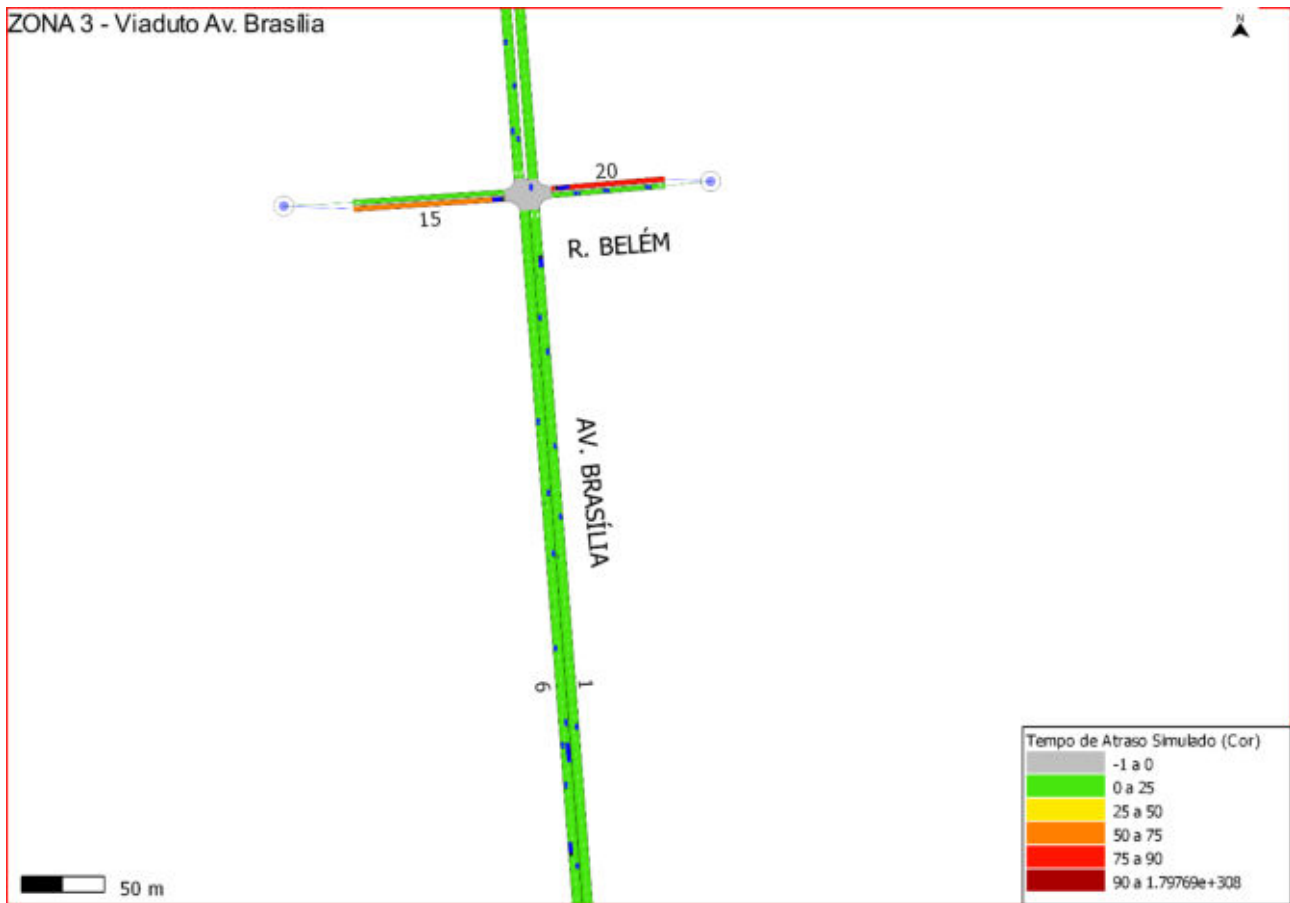 ZONA 3 - Viaduto Av. Brasília
N
20
15
R. BELÉM
AV. BRASÍLIA
6
1
Tempo de Atraso Simulado (Cor)
-1 a 0
0 a 25
25 a 50
50 a 75
75 a 90
90 a 1.79769e+308
50 m